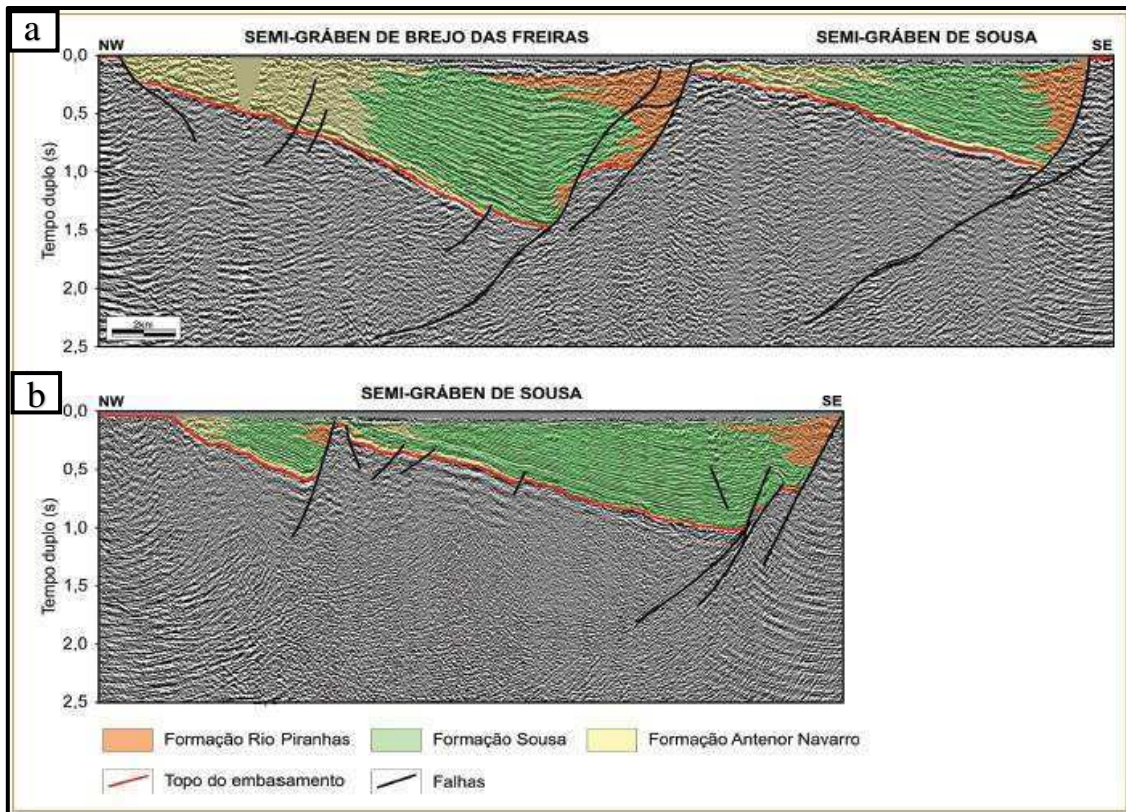 a
SEMI-GRÁBEN DE BREJO DAS FREIRAS
SEMI-GRÁBEN DE SOUSA
NW
SE
0,0
0,5
1,0
1,5
2,0
2,5
Tempo duplo (s)
2km
b
SEMI-GRÁBEN DE SOUSA
NW
SE
0,0
0,5
1,0
1,5
2,0
2,5
Tempo duplo (s)
Formação Rio Piranhas
Formação Sousa
Formação Antenor Navarro
Topo do embasamento
Falhas